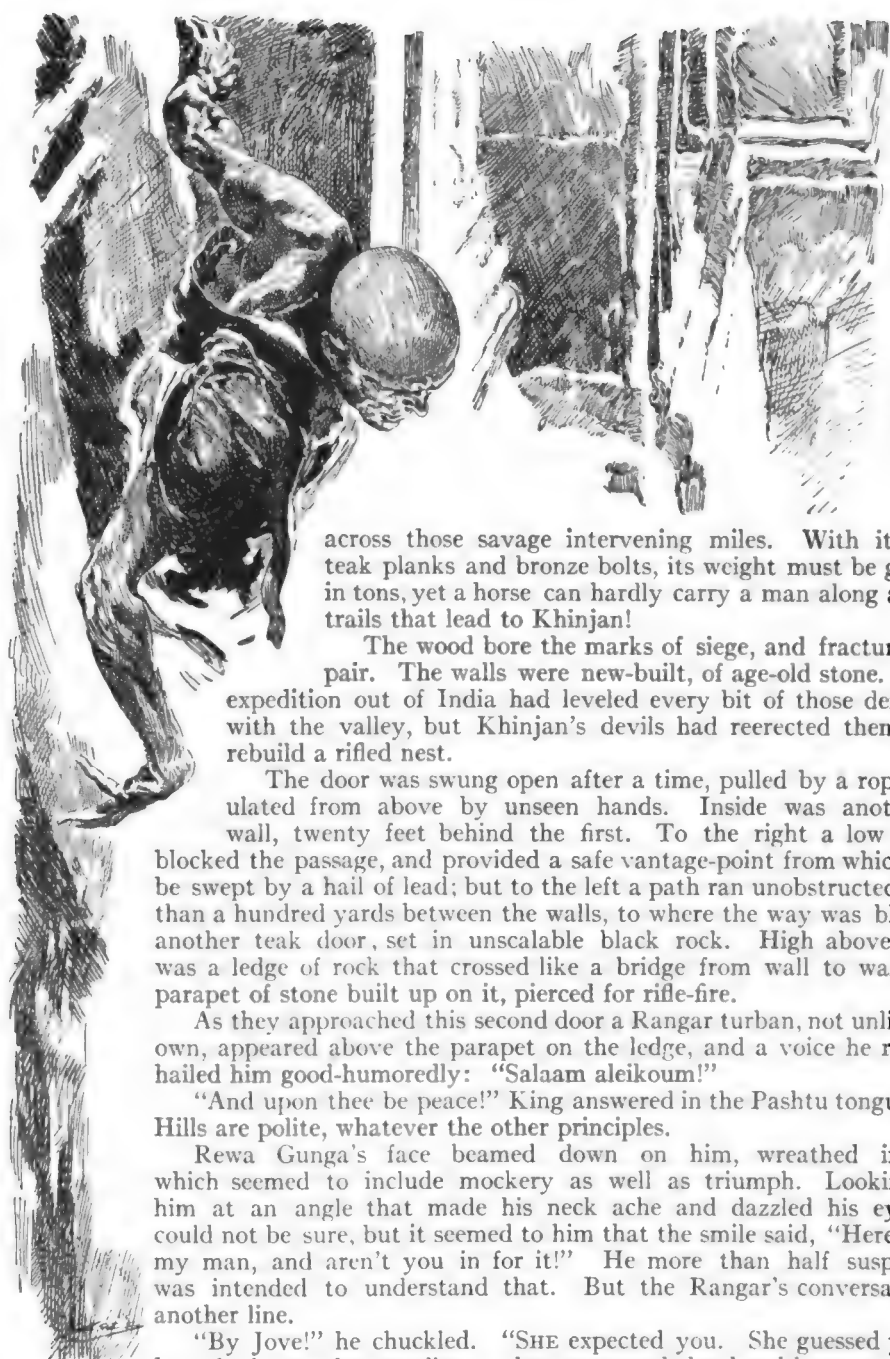 across those savage intervening miles. With it
teak planks and bronze bolts, its weight must be
in tons, yet a horse can hardly carry a man along
trails that lead to Khinjan!
The wood bore the marks of siege, and fractu
pair. The walls were new-built, of age-old stone.
expedition out of India had leveled every bit of those de
with the valley, but Khinjan's devils had reerected them
rebuild a rifled nest.
The door was swung open after a time, pulled by a rop
ulated from above by unseen hands. Inside was anot
wall, twenty feet behind the first. To the right a low
blocked the passage, and provided a safe vantage-point from whic
be swept by a hail of lead; but to the left a path ran unobstructed
than a hundred yards between the walls, to where the way was bl
another teak door, set in unscalable black rock. High above
was a ledge of rock that crossed like a bridge from wall to wa
parapet of stone built up on it, pierced for rifle-fire.
As they approached this second door a Rangar turban, not unli
own, appeared above the parapet on the ledge, and a voice he r
hailed him good-humoredly: "Salaam aleikoum!"
"And upon thee be peace!" King answered in the Pashtu tongu
Hills are polite, whatever the other principles.
Rewa Gunga's face beamed down on him, wreathed i
which seemed to include mockery as well as triumph. Looki
him at an angle that made his neck ache and dazzled his ey
could not be sure, but it seemed to him that the smile said, "Here
my man, and aren't you in for it!" He more than half susp
was intended to understand that. But the Rangar's conversa
another line.
"By Jove!" he chuckled. "SHE expected you. She guessed